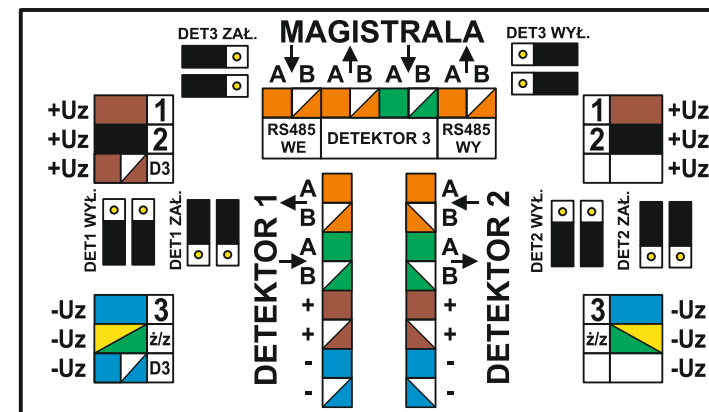 MAGISTRALA
DET3 ZAŁ.
DET3 WYŁ.
A B A B A B A B
RS485 WE
DETEKTOR 3
RS485 WY
+Uz 1
+Uz 2
+Uz D3
1 +Uz
2 +Uz
+Uz
DET1 WYŁ.
DET1 ZAŁ.
DETEKTOR 1
A A
B B
A A
B B
+ +
+ +
- -
- -
DETEKTOR 2
DET2 WYŁ.
DET2 ZAŁ.
-Uz 3
-Uz ż/z
-Uz D3
3 -Uz
ż/z -Uz
-Uz